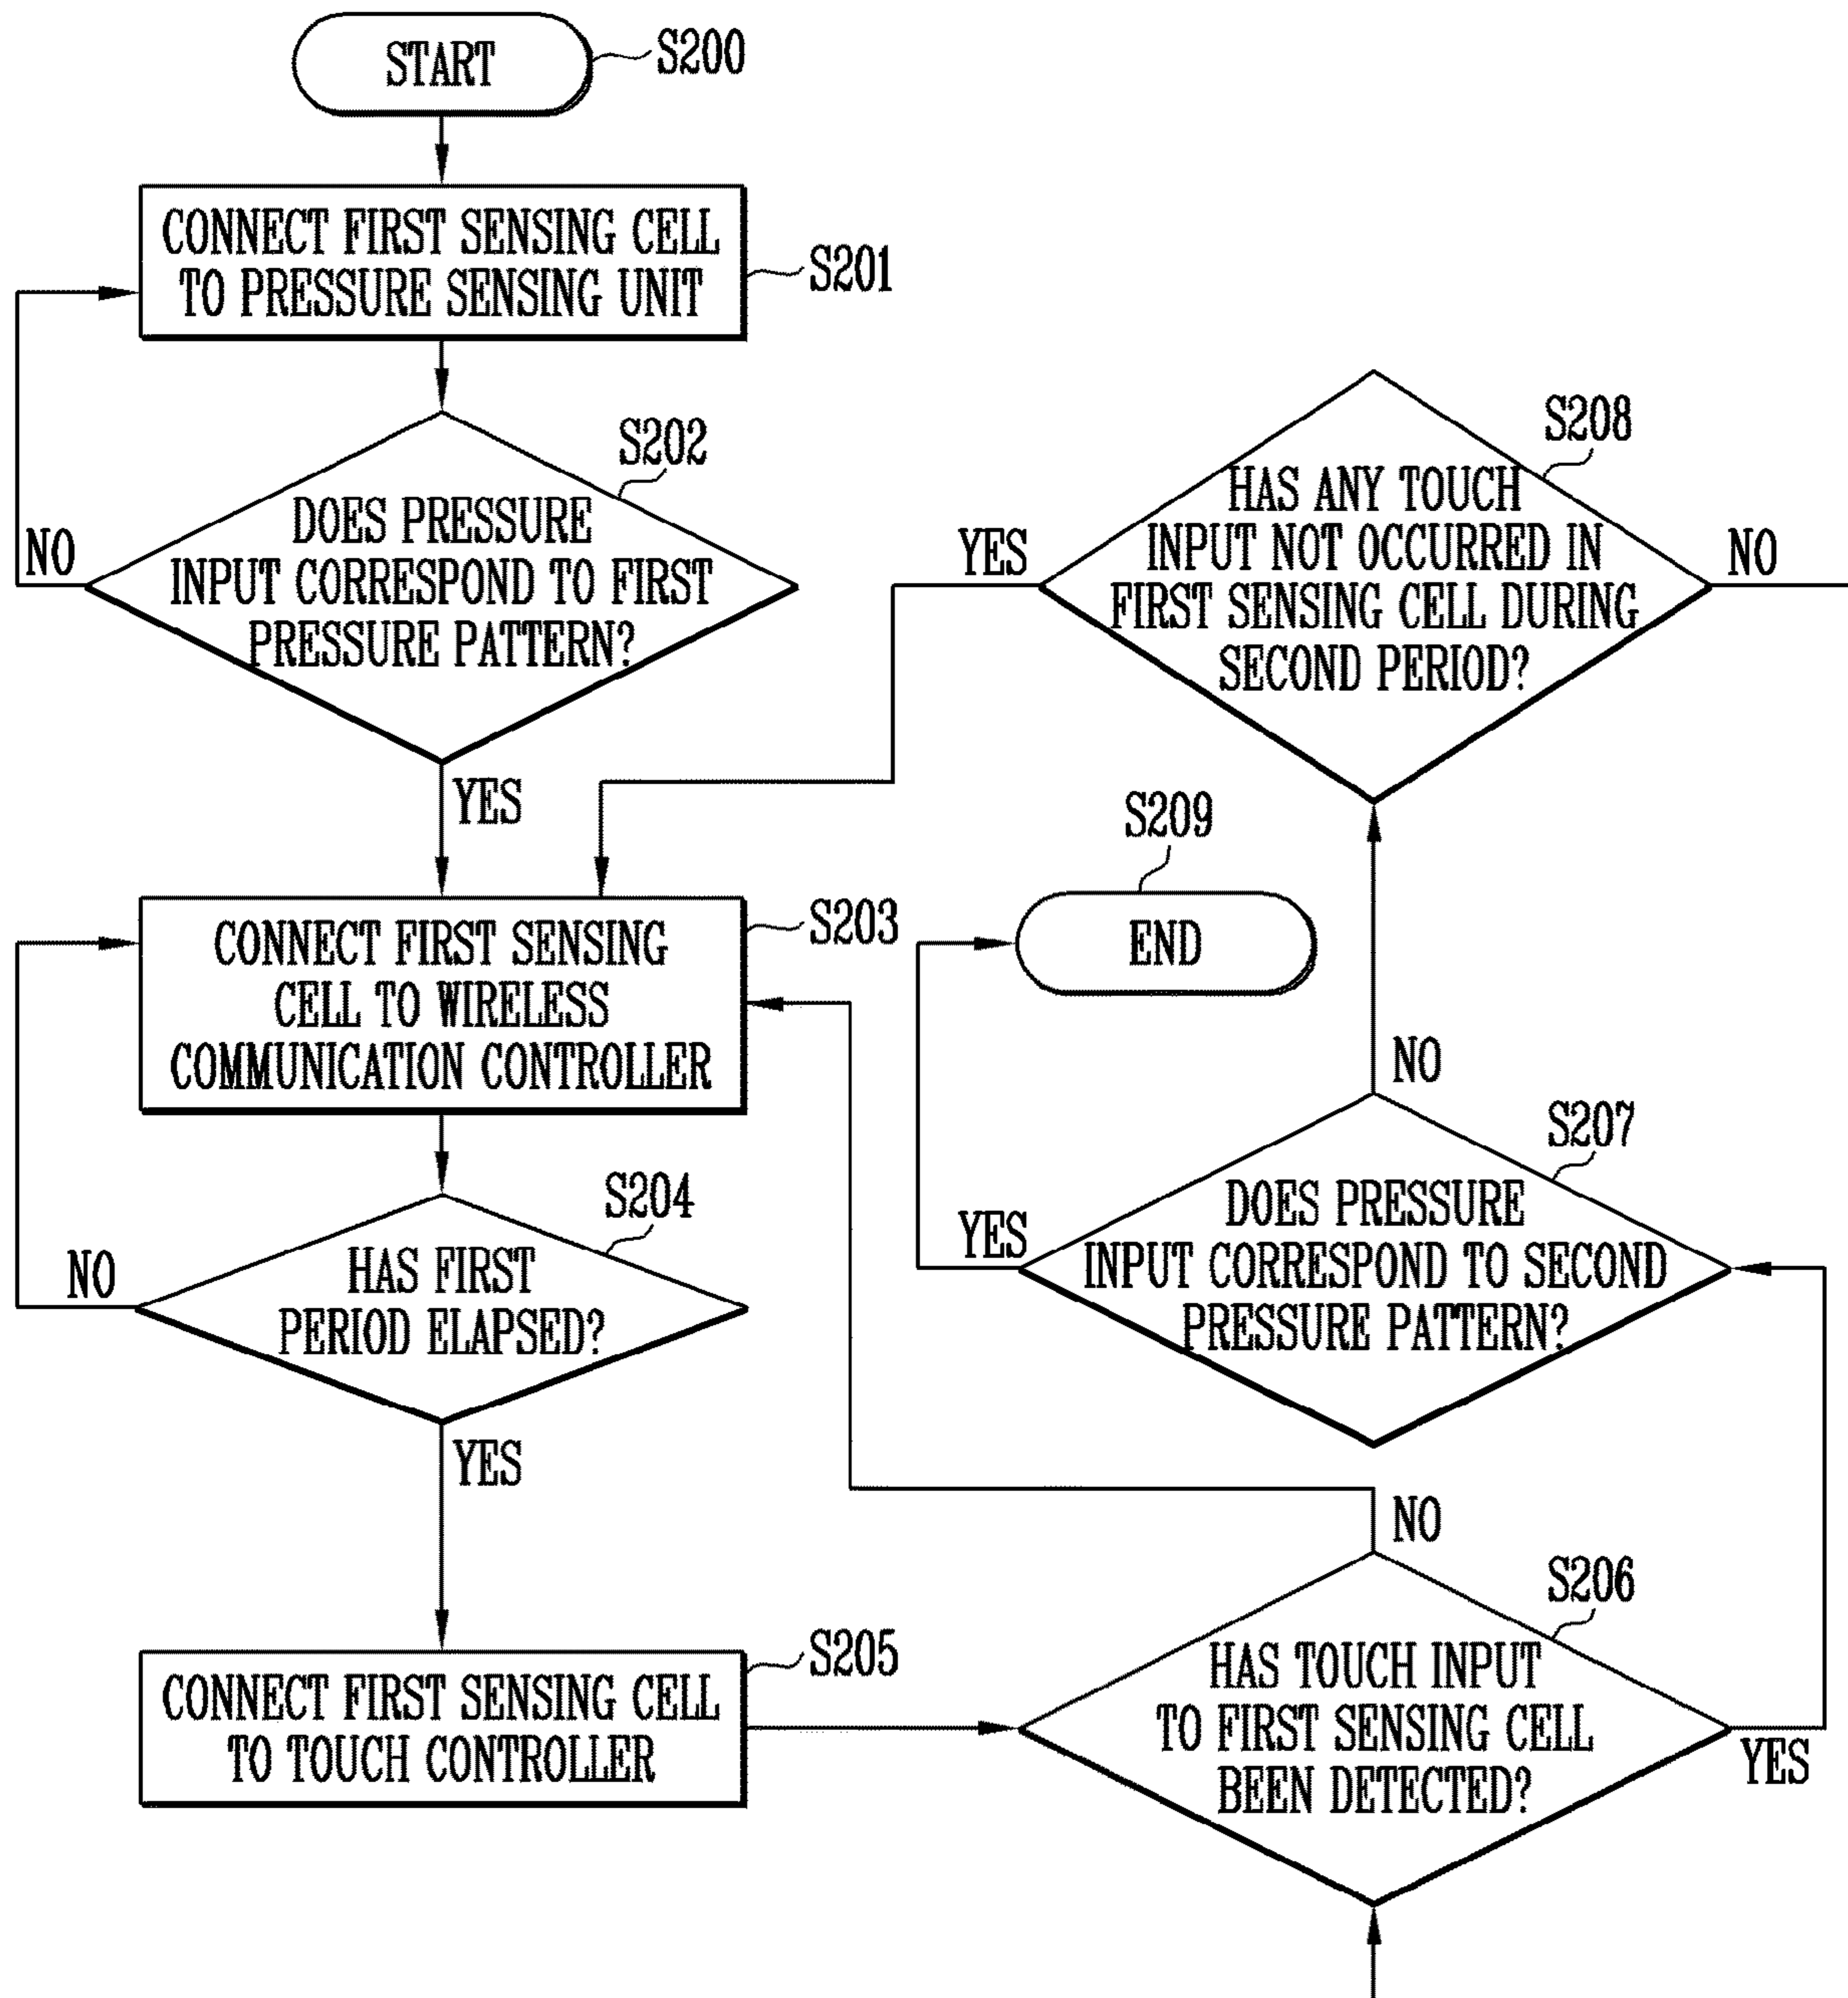 START
S200
CONNECT FIRST SENSING CELL
TO PRESSURE SENSING UNIT
S201
S202
DOES PRESSURE
INPUT CORRESPOND TO FIRST
PRESSURE PATTERN?
NO
YES
S203
CONNECT FIRST SENSING
CELL TO WIRELESS
COMMUNICATION CONTROLLER
S204
HAS FIRST
PERIOD ELAPSED?
NO
YES
S205
CONNECT FIRST SENSING CELL
TO TOUCH CONTROLLER
S208
HAS ANY TOUCH
INPUT NOT OCCURRED IN
FIRST SENSING CELL DURING
SECOND PERIOD?
YES
NO
S209
END
NO
S207
DOES PRESSURE
INPUT CORRESPOND TO SECOND
PRESSURE PATTERN?
YES
NO
S206
HAS TOUCH INPUT
TO FIRST SENSING CELL
BEEN DETECTED?
YES